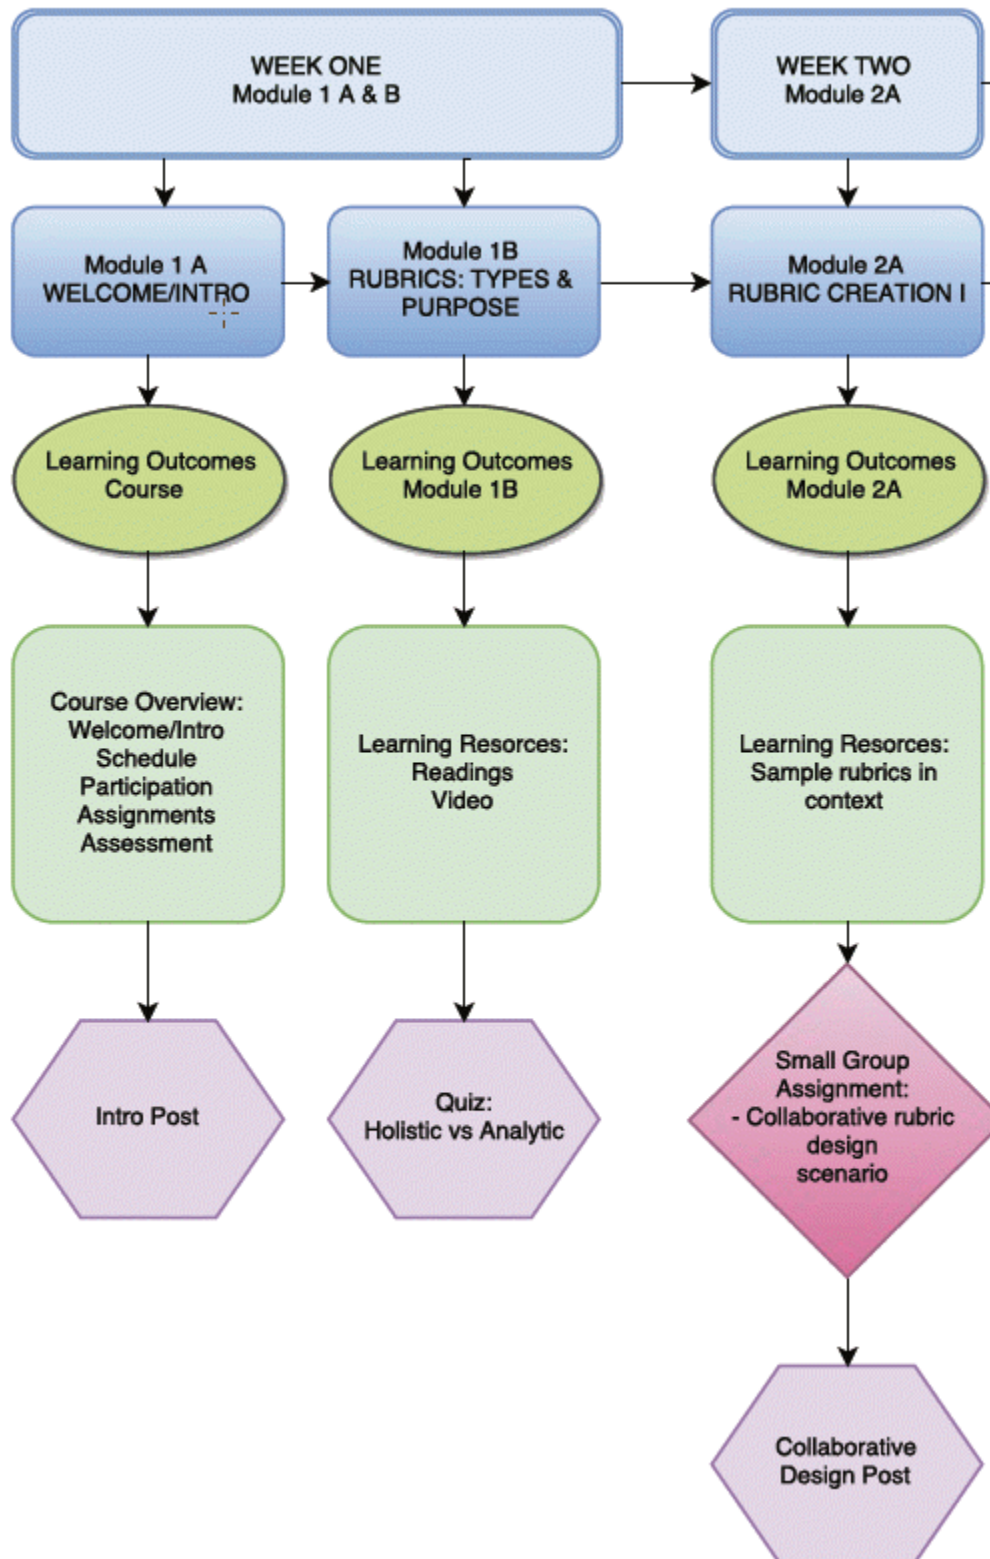 WEEK ONE
Module 1 A & B
WEEK TWO
Module 2A
Module 1 A
WELCOME/INTRO
Module 1B
RUBRICS: TYPES &
PURPOSE
Module 2A
RUBRIC CREATION I
Learning Outcomes
Course
Learning Outcomes
Module 1B
Learning Outcomes
Module 2A
Course Overview:
Welcome/Intro
Schedule
Participation
Assignments
Assessment
Learning Resorces:
Readings
Video
Learning Resorces:
Sample rubrics in
context
Intro Post
Quiz:
Holistic vs Analytic
Small Group
Assignment:
- Collaborative rubric
design
scenario
Collaborative
Design Post